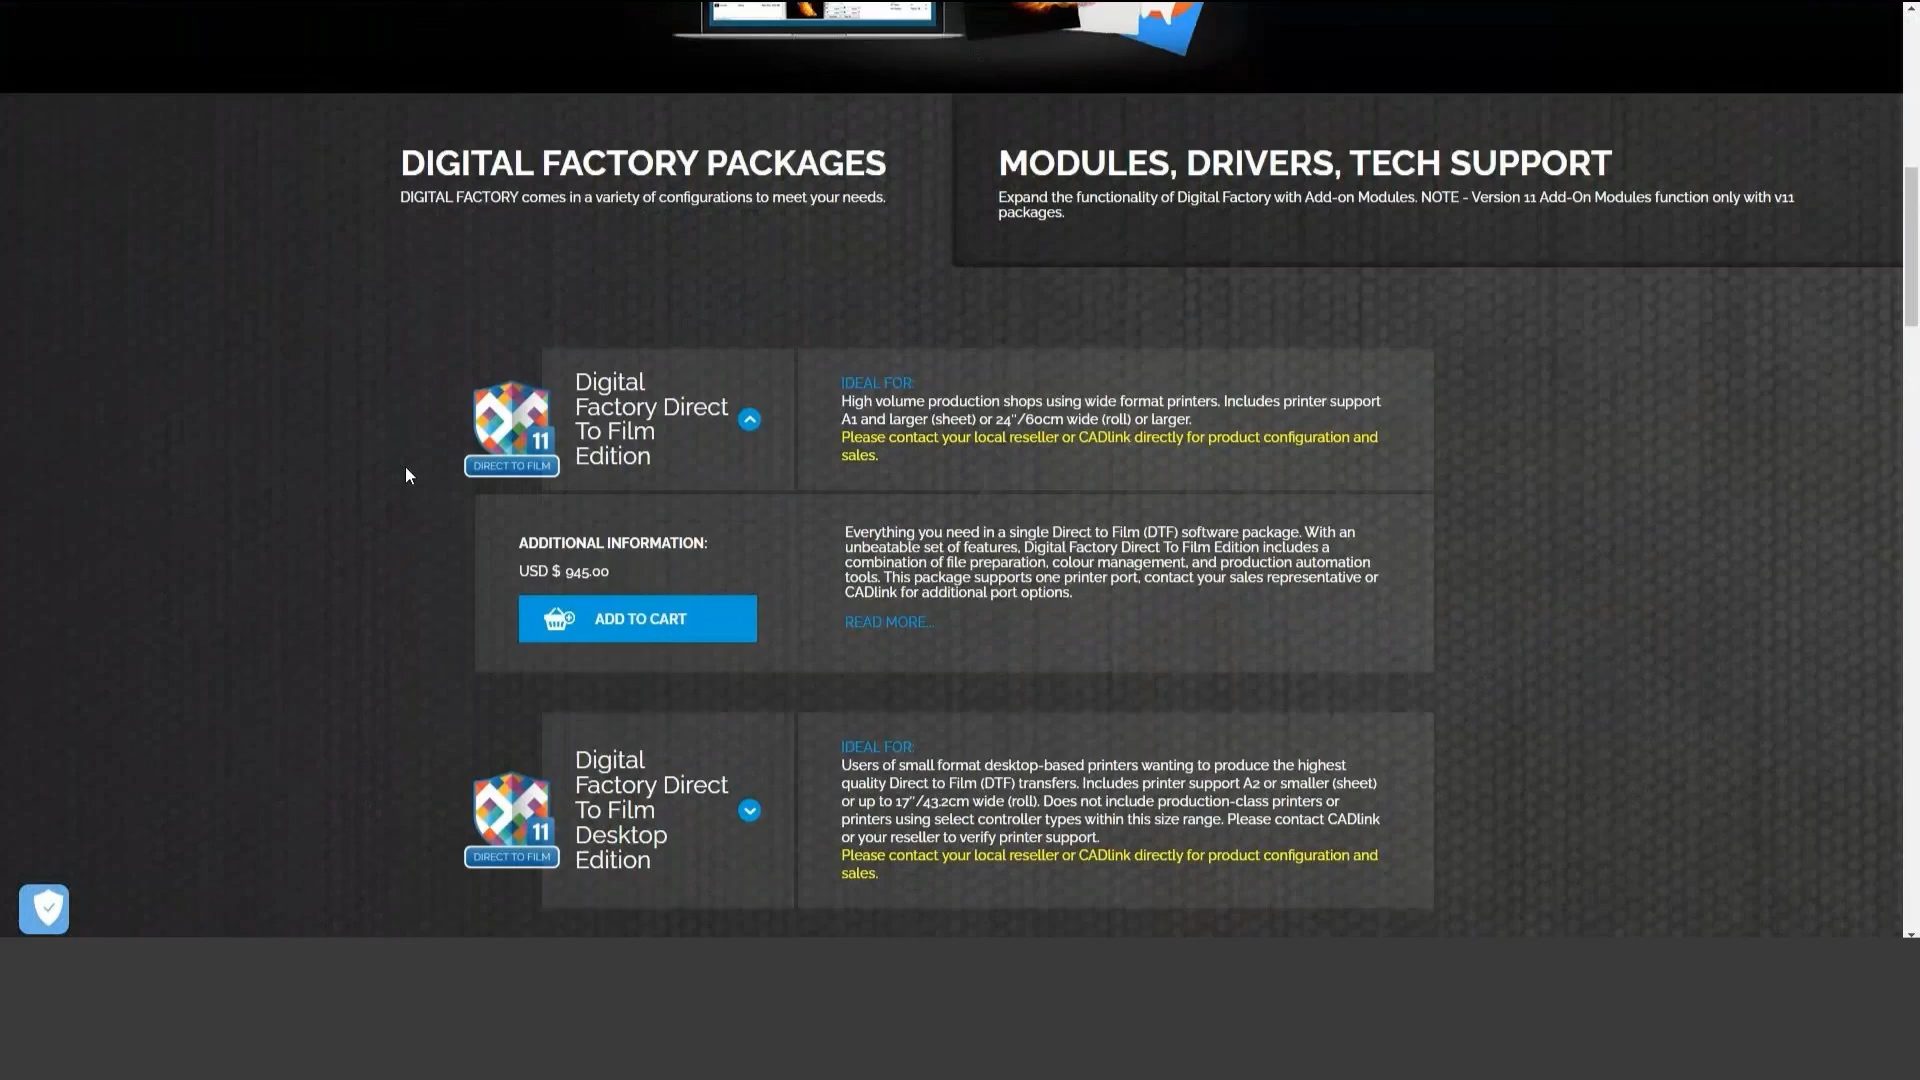 DIGITAL FACTORY PACKAGES
DIGITAL FACTORY comes in a variety of configurations to meet your needs.
MODULES, DRIVERS, TECH SUPPORT
Expand the functionality of Digital Factory with Add-on Modules. NOTE - Version 11 Add-On Modules function only with v11
packages.
11
DIRECT TO FILM
Digital
Factory Direct
To Film
Edition
IDEAL FOR:
High volume production shops using wide format printers. Includes printer support
A1 and larger (sheet) or 24"/60cm wide (roll) or larger.
Please contact your local reseller or CADlink directly for product configuration and
sales.
ADDITIONAL INFORMATION:
USD $ 945.00
ADD TO CART
Everything you need in a single Direct to Film (DTF) software package. With an
unbeatable set of features, Digital Factory Direct To Film Edition includes a
combination of file preparation, colour management, and production automation
tools. This package supports one printer port, contact your sales representative or
CADlink for additional port options.
READ MORE...
11
DIRECT TO FILM
Digital
Factory Direct
To Film
Desktop
Edition
IDEAL FOR:
Users of small format desktop-based printers wanting to produce the highest
quality Direct to Film (DTF) transfers. Includes printer support A2 or smaller (sheet)
or up to 17"/43.2cm wide (roll). Does not include production-class printers or
printers using select controller types within this size range. Please contact CADlink
or your reseller to verify printer support.
Please contact your local reseller or CADlink directly for product configuration and
sales.